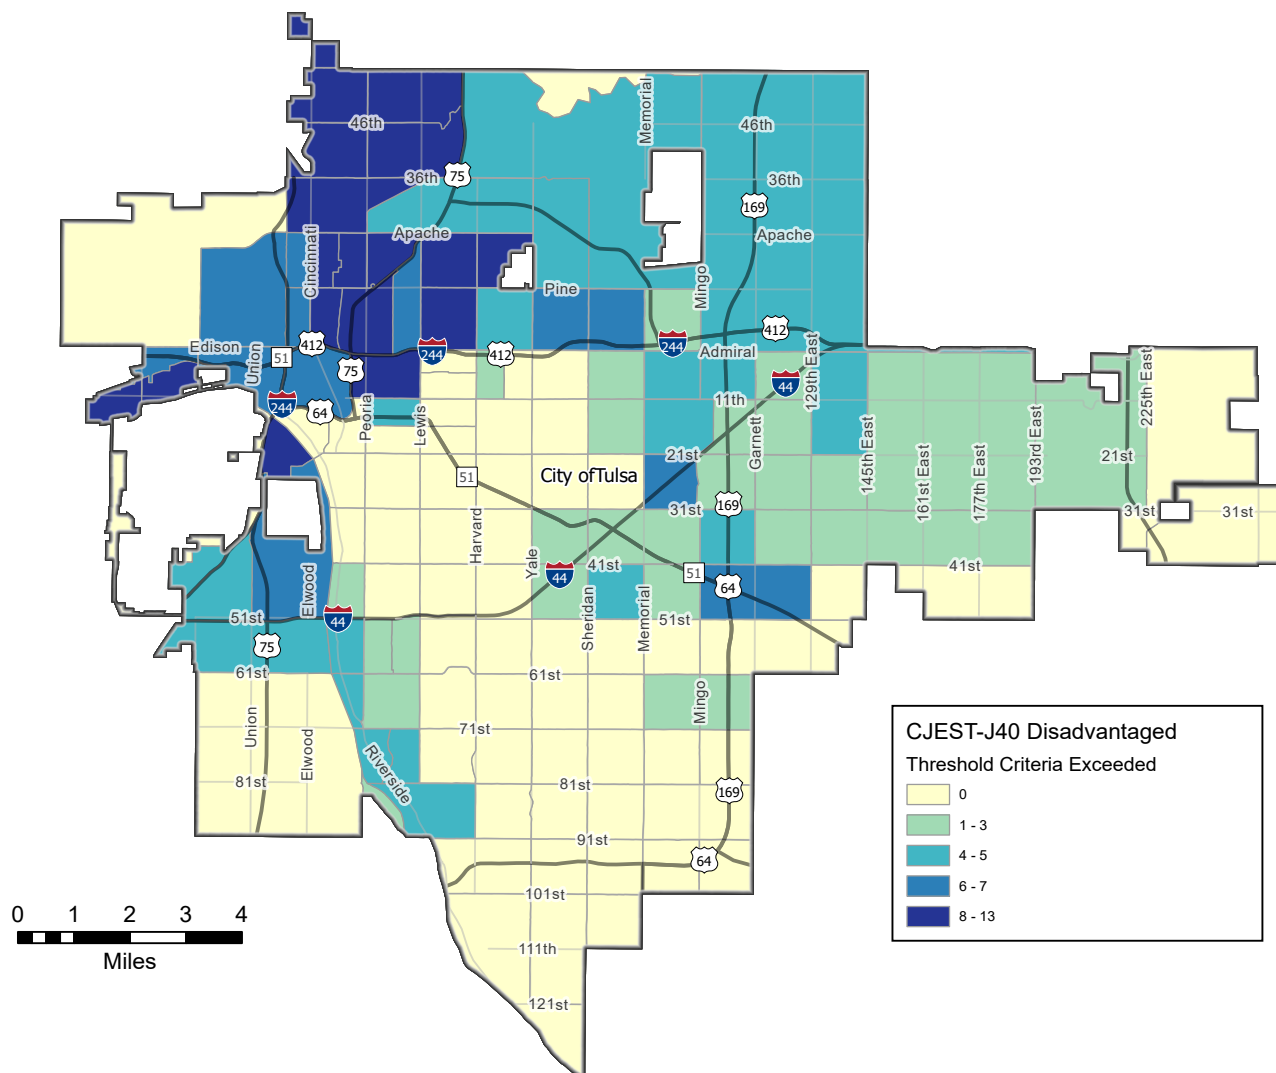 46th
Memorial
46th
36th
75
36th
169
Cincinnati
Apache
Apache
Pine
Mingo
Edison
Union
51
412
244
412
244
412
Admiral
75
244
64
Peoria
Lewis
11th
44
129th East
225th East
Garnett
145th East
161st East
177th East
193rd East
21st
21st
51
City ofTulsa
Harvard
31st
169
31st
31st
Yale
44
41st
51
64
41st
Elwood
51st
44
Sheridan
Memorial
51st
75
61st
61st
Union
Elwood
71st
Mingo
Riverside
81st
81st
169
91st
64
101st
111th
121st
0 1 2 3 4
Miles
CJEST-J40 Disadvantaged
Threshold Criteria Exceeded
0
1 - 3
4 - 5
6 - 7
8 - 13